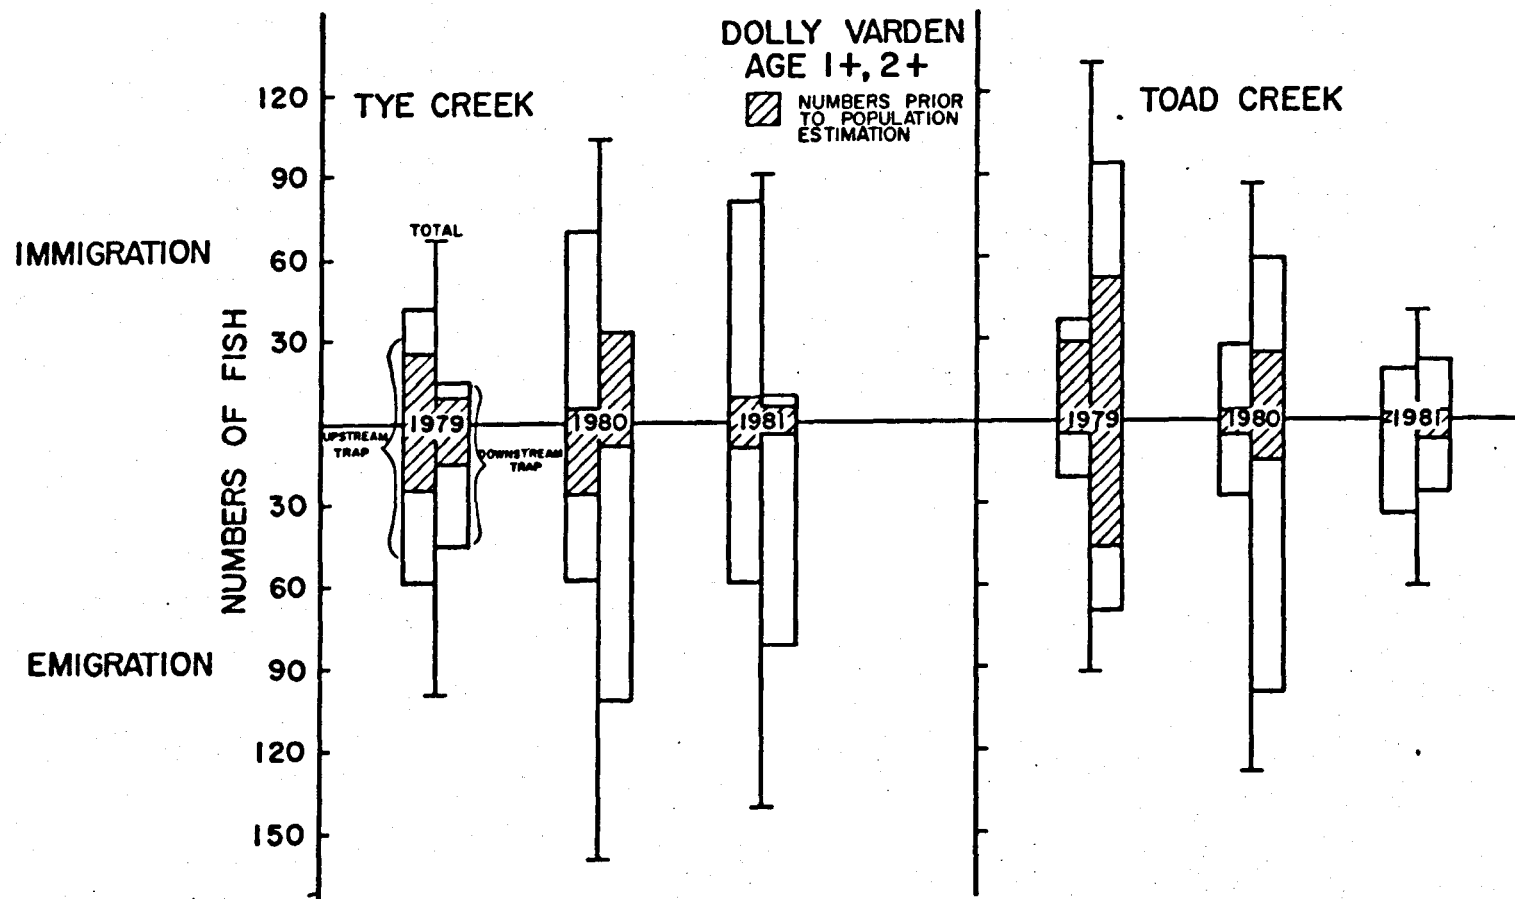 DOLLY VARDEN
AGE 1+, 2+
NUMBERS PRIOR
TO POPULATION
ESTIMATION
TYE CREEK
TOAD CREEK
IMMIGRATION
EMIGRATION
NUMBERS OF FISH
120
90
60
30
30
60
90
120
150
TOTAL
UPSTREAM
TRAP
DOWNSTREAM
TRAP
1979
1980
1981
1979
1980
1981